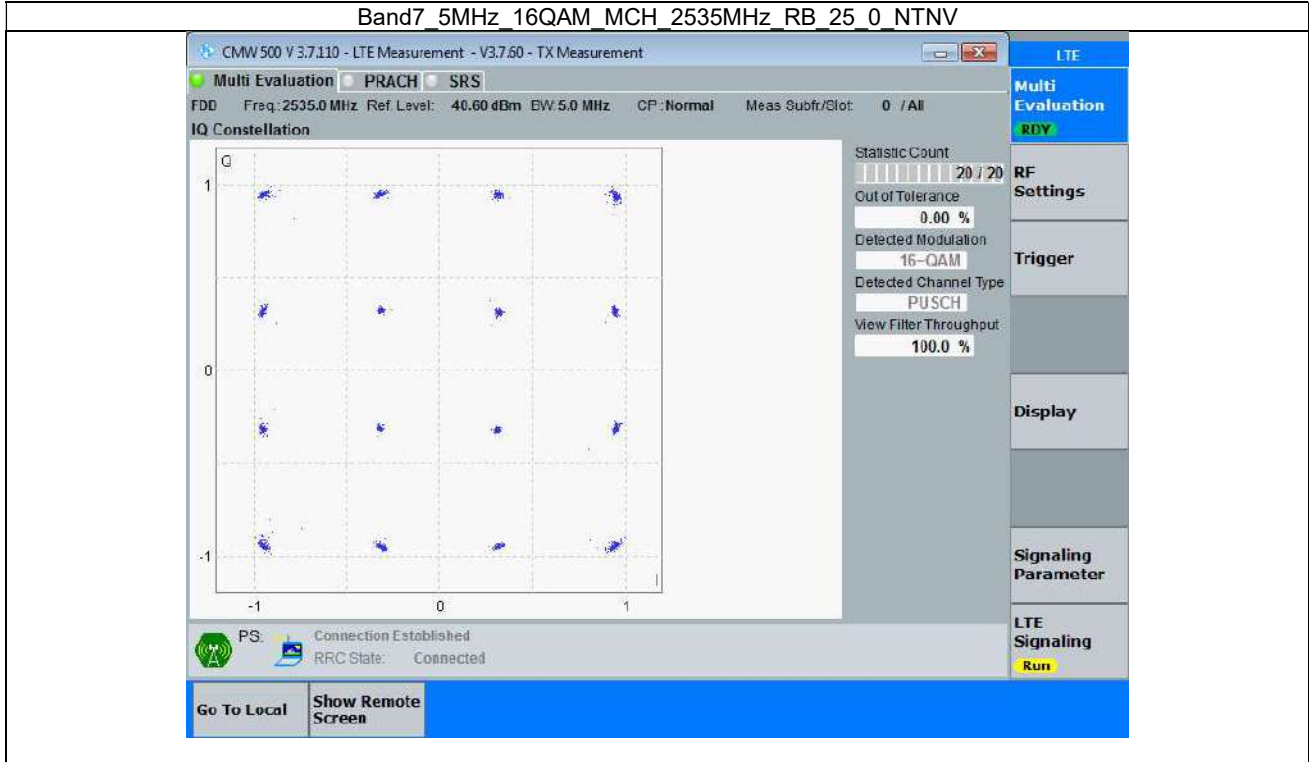 Band7_5MHz_16QAM_MCH_2535MHz_RB_25_0_NTNV
CMW 500 V 3.7.110 - LTE Measurement - V3.7.60 - TX Measurement
LTE
Multi Evaluation PRACH SRS
FDD Freq.: 2535.0 MHz Ref. Level: 40.60 dBm BW: 5.0 MHz CP: Normal Meas Subfr/Slot: 0 / All
IQ Constellation
Multi
Evaluation
RDY
Q
1
0
-1
-1 0 1
I
Statistic Count
20 / 20
Out of Tolerance
0.00 %
Detected Modulation
16-QAM
Detected Channel Type
PUSCH
View Filter Throughput
100.0 %
RF
Settings
Trigger
Display
Signaling
Parameter
LTE
Signaling
Run
PS: Connection Established
RRC State: Connected
Go To Local
Show Remote
Screen